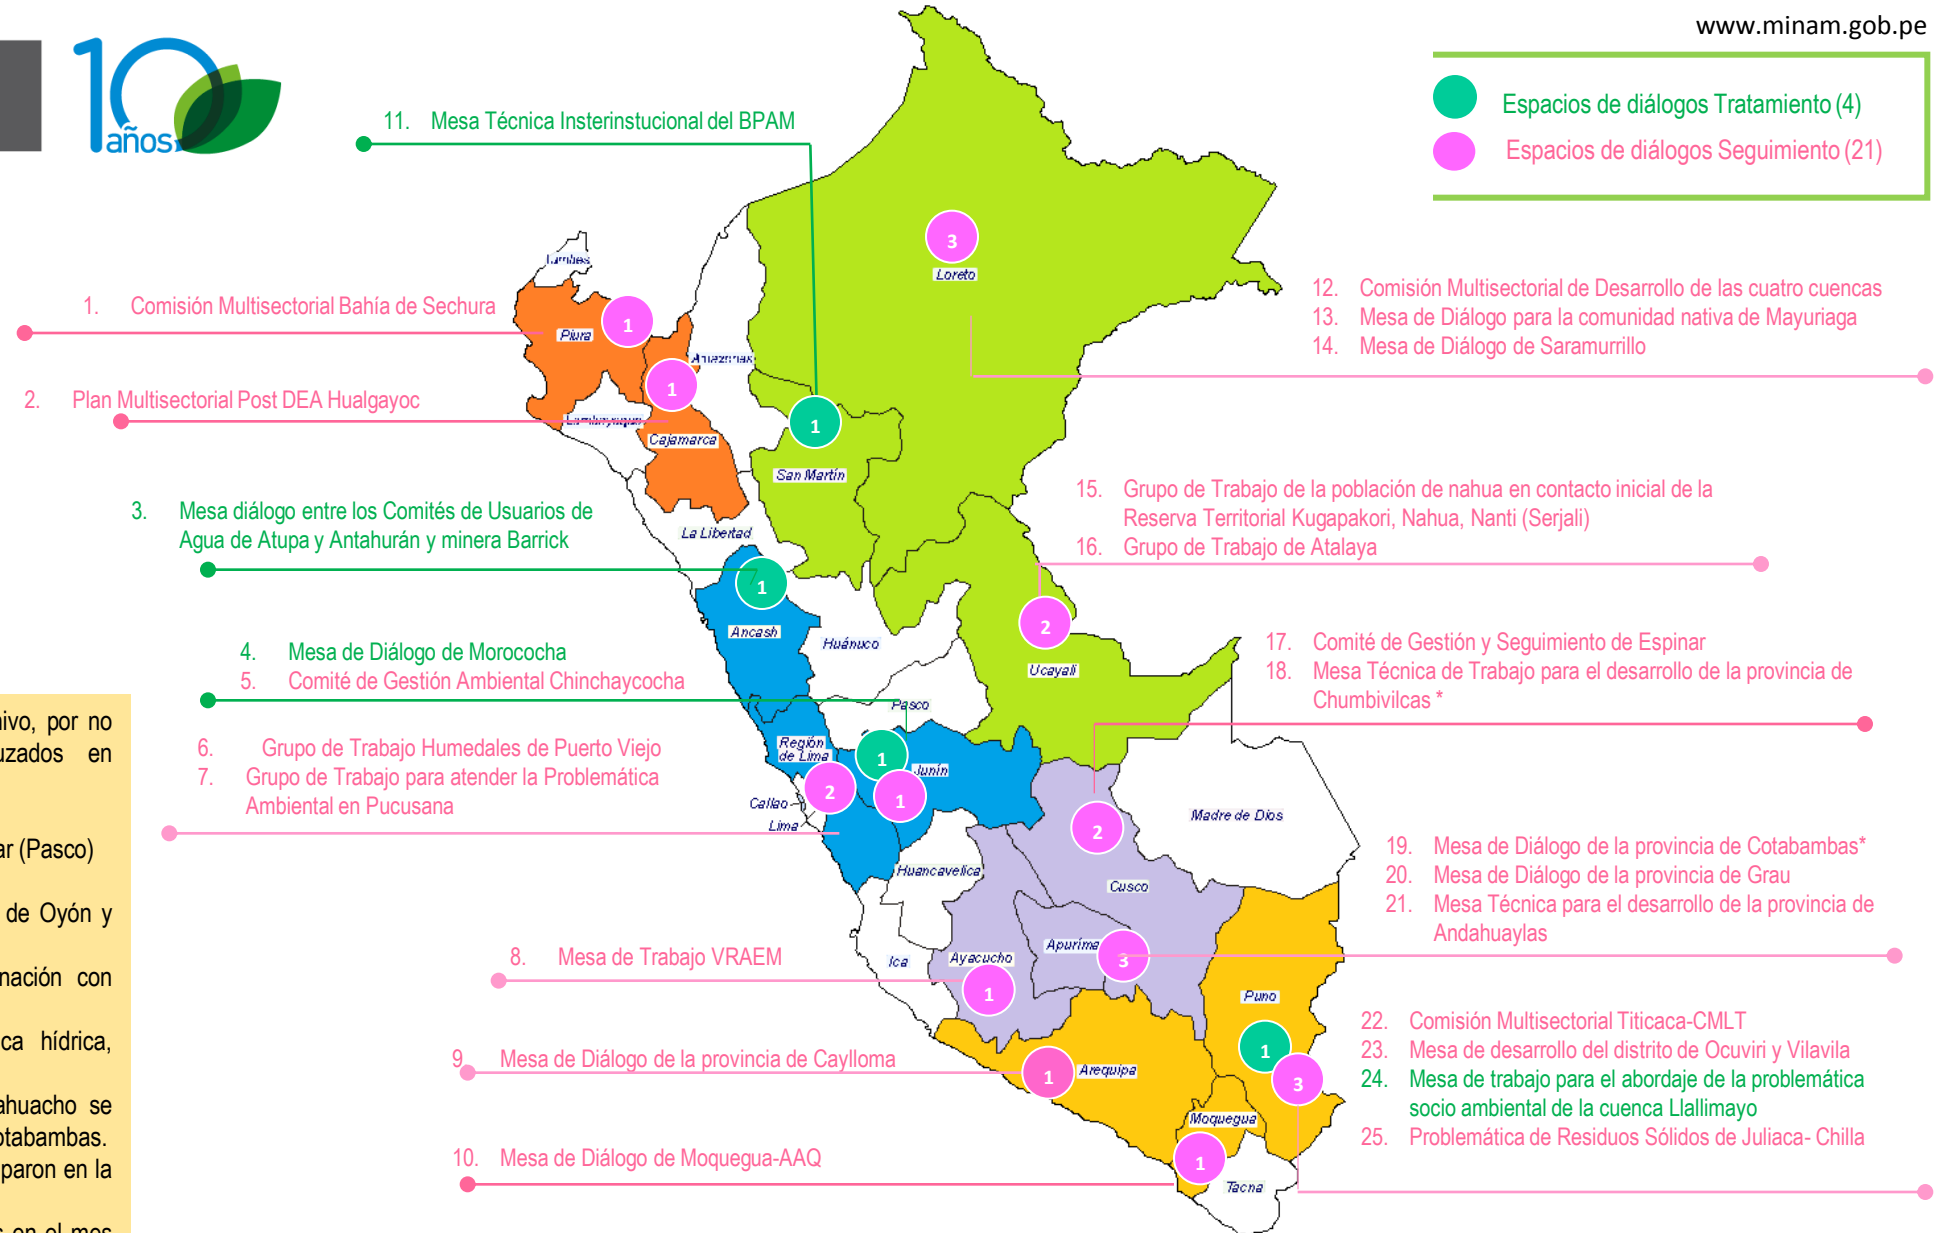 www.minam.gob.pe
10
años
Espacios de diálogos Tratamiento (4)
Espacios de diálogos Seguimiento (21)
11. Mesa Técnica Insterinstucional del BPAM
1. Comisión Multisectorial Bahía de Sechura
2. Plan Multisectorial Post DEA Hualgayoc
3. Mesa diálogo entre los Comités de Usuarios de
Agua de Atupa y Antahurán y minera Barrick
4. Mesa de Diálogo de Morococha
5. Comité de Gestión Ambiental Chinchaycocha
6. Grupo de Trabajo Humedales de Puerto Viejo
7. Grupo de Trabajo para atender la Problemática
Ambiental en Pucusana
8. Mesa de Trabajo VRAEM
9. Mesa de Diálogo de la provincia de Caylloma
10. Mesa de Diálogo de Moquegua-AAQ
12. Comisión Multisectorial de Desarrollo de las cuatro cuencas
13. Mesa de Diálogo para la comunidad nativa de Mayuriaga
14. Mesa de Diálogo de Saramurrillo
15. Grupo de Trabajo de la población de nahua en contacto inicial de la
Reserva Territorial Kugapakori, Nahua, Nanti (Serjali)
16. Grupo de Trabajo de Atalaya
17. Comité de Gestión y Seguimiento de Espinar
18. Mesa Técnica de Trabajo para el desarrollo de la provincia de
Chumbivilcas *
19. Mesa de Diálogo de la provincia de Cotabambas*
20. Mesa de Diálogo de la provincia de Grau
21. Mesa Técnica para el desarrollo de la provincia de
Andahuaylas
22. Comisión Multisectorial Titicaca-CMLT
23. Mesa de desarrollo del distrito de Ocuviri y Vilavila
24. Mesa de trabajo para el abordaje de la problemática
socio ambiental de la cuenca Llallimayo
25. Problemática de Residuos Sólidos de Juliaca- Chilla
Tumbes
Piura
1
Amazonas
1
Lambayeque
Cajamarca
3
Loreto
1
San Martín
La Libertad
1
Ancash
Huánuco
2
Ucayali
Pasco
Región
de Lima
1
Junín
2
1
Callao
Lima
Madre de Dios
2
Huancavelica
Cusco
Ica
Ayacucho
1
Apuríma
3
Puno
1
3
1
Arequipa
Moquegua
1
Tacna
ivo, por no
uzados en
ar (Pasco)
de Oyón y
nación con
ca hídrica,
ahuacho se
otabambas.
paron en la
s en el mes